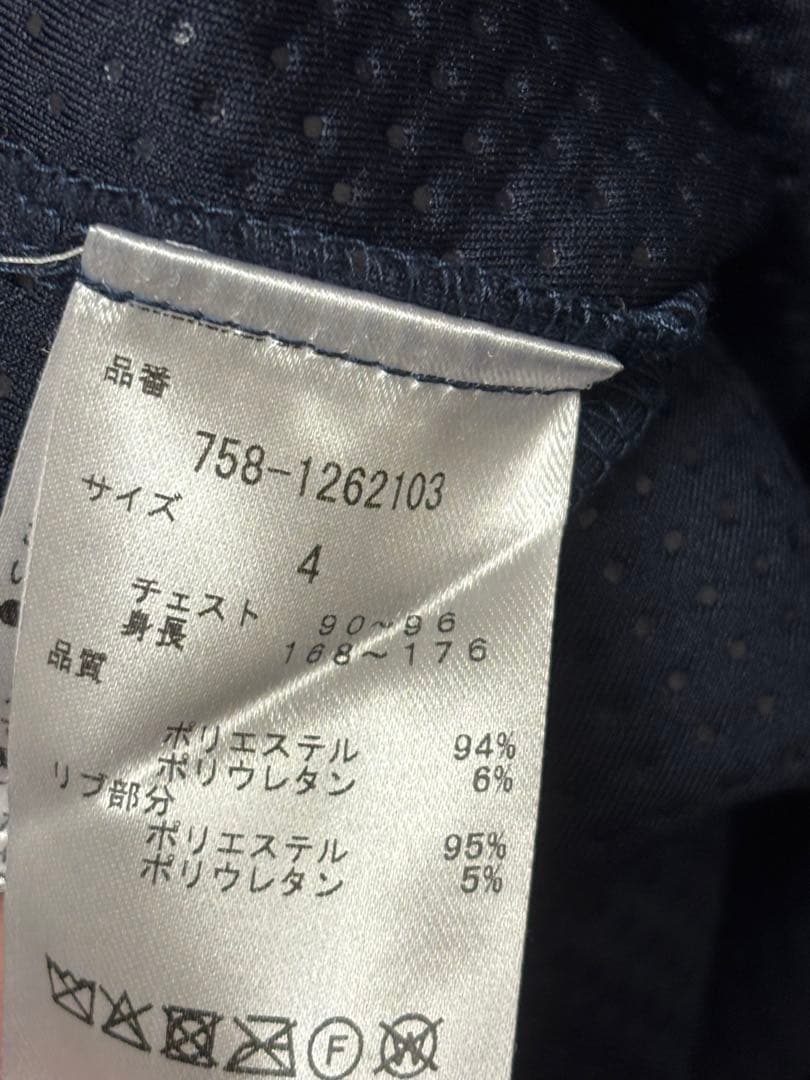 品番
758-1262103
サイズ
4
チェスト 90~96
身長 168~176
品質
ポリエステル 94%
ポリウレタン 6%
リブ部分
ポリエステル 95%
ポリウレタン 5%
F W